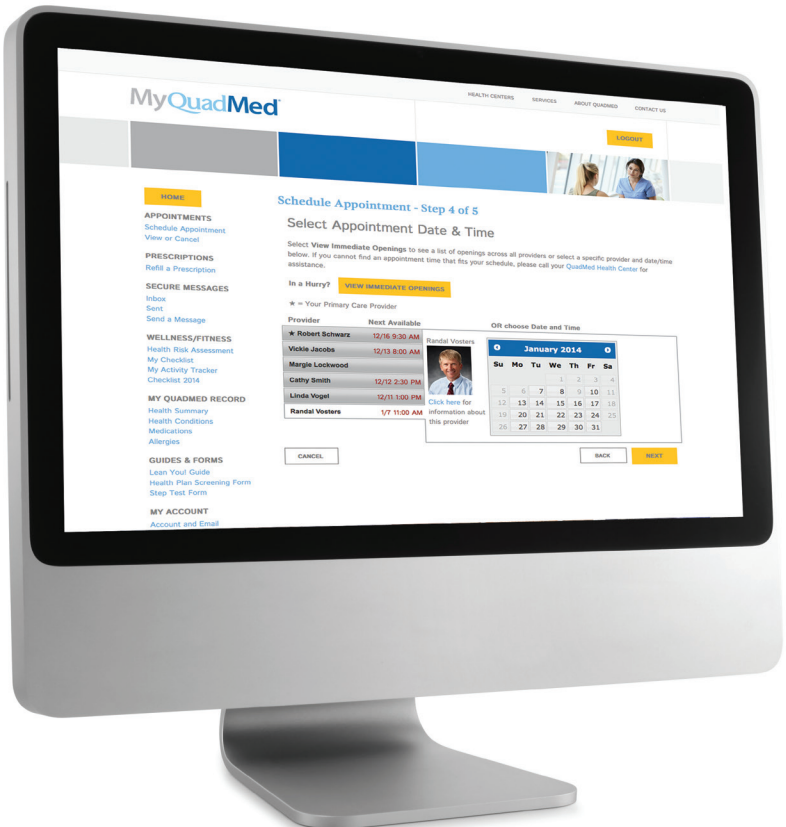 HEALTH CENTERS SERVICES ABOUT QUADMED CONTACT US
MyQuadMed
LOGOUT
HOME
APPOINTMENTS
Schedule Appointment
View or Cancel
PRESCRIPTIONS
Refill a Prescription
SECURE MESSAGES
Inbox
Sent
Send a Message
WELLNESS/FITNESS
Health Risk Assessment
My Checklist
My Activity Tracker
Checklist 2014
MY QUADMED RECORD
Health Summary
Health Conditions
Medications
Allergies
GUIDES & FORMS
Lean You! Guide
Health Plan Screening Form
Step Test Form
MY ACCOUNT
Account and Email
Schedule Appointment - Step 4 of 5
Select Appointment Date & Time
Select View Immediate Openings to see a list of openings across all providers or select a specific provider and date/time
below. If you cannot find an appointment time that fits your schedule, please call your QuadMed Health Center for
assistance.
In a Hurry? VIEW IMMEDIATE OPENINGS
★ = Your Primary Care Provider
Provider Next Available
★ Robert Schwarz 12/16 9:30 AM
Vickie Jacobs 12/13 8:00 AM
Margie Lockwood
Cathy Smith 12/12 2:30 PM
Linda Vogel 12/11 1:00 PM
Randal Vosters 1/7 11:00 AM
Randal Vosters
Click here for
information about
this provider
OR choose Date and Time
January 2014
Su Mo Tu We Th Fr Sa
1 2 3 4
5 6 7 8 9 10 11
12 13 14 15 16 17 18
19 20 21 22 23 24 25
26 27 28 29 30 31
CANCEL BACK NEXT